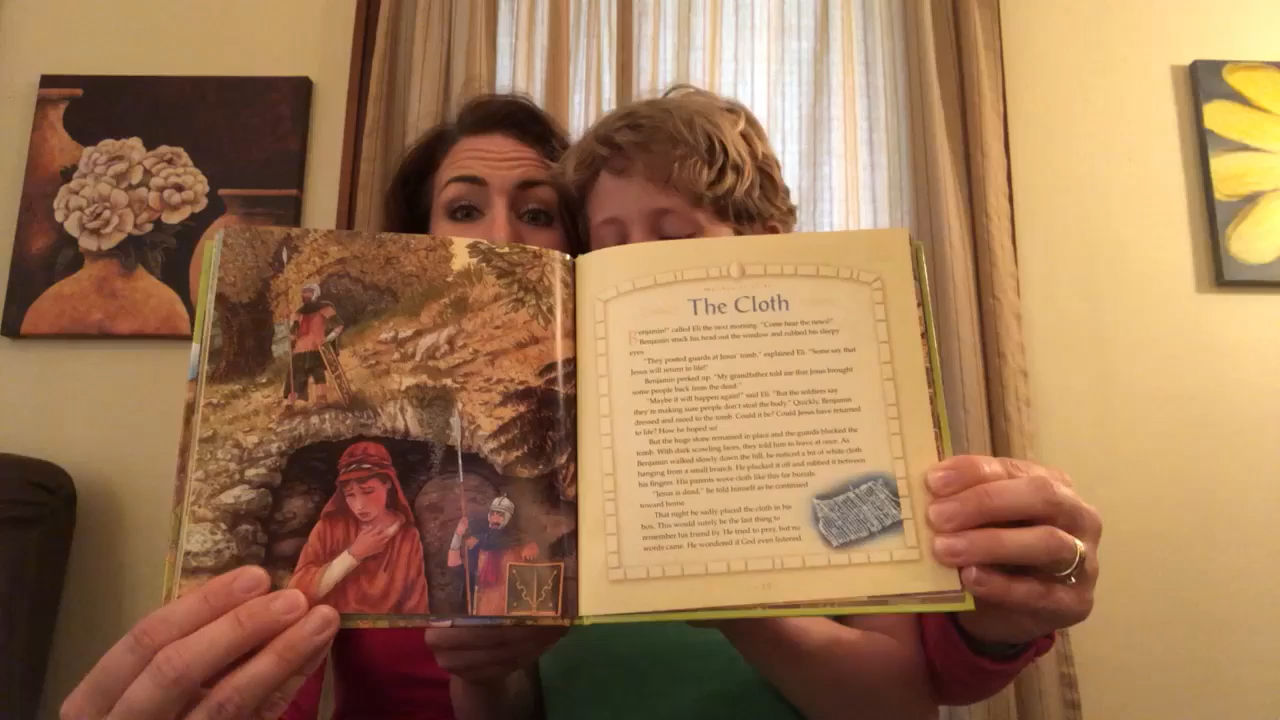 The Cloth
Benjamin!" called Eli the next morning. "Come hear the news!"
Benjamin stuck his head out the window and rubbed his sleepy
eyes.
"They posted guards at Jesus' tomb," explained Eli. "Some say that
Jesus will return to life!"
Benjamin perked up. "My grandfather told me that Jesus brought
some people back from the dead."
"Maybe it will happen again!" said Eli. "But the soldiers say
they're making sure people don't steal the body." Quickly, Benjamin
dressed and raced to the tomb. Could it be? Could Jesus have returned
to life? How he hoped so!
But the huge stone remained in place and the guards blocked the
tomb. With dark scowling faces, they told him to leave at once. As
Benjamin walked slowly down the hill, he noticed a bit of white cloth
hanging from a small branch. He plucked it off and rubbed it between
his fingers. His parents wove cloth like this for burials.
"Jesus is dead," he told himself as he continued
toward home.
That night he sadly placed the cloth in his
box. This would surely be the last thing to
remember his friend by. He tried to pray, but no
words came. He wondered if God even listened.